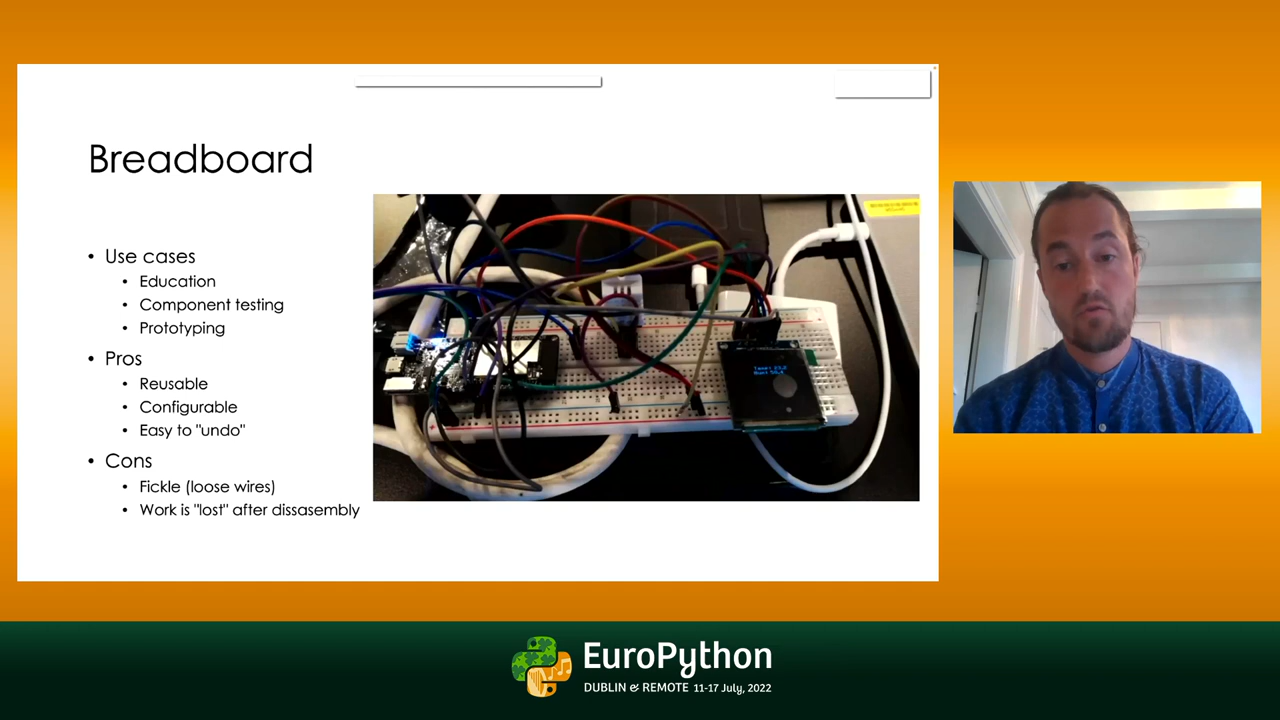 Breadboard
• Use cases
• Education
• Component testing
• Prototyping
• Pros
• Reusable
• Configurable
• Easy to "undo"
• Cons
• Fickle (loose wires)
• Work is "lost" after dissasembly
EuroPython
DUBLIN & REMOTE 11-17 July, 2022